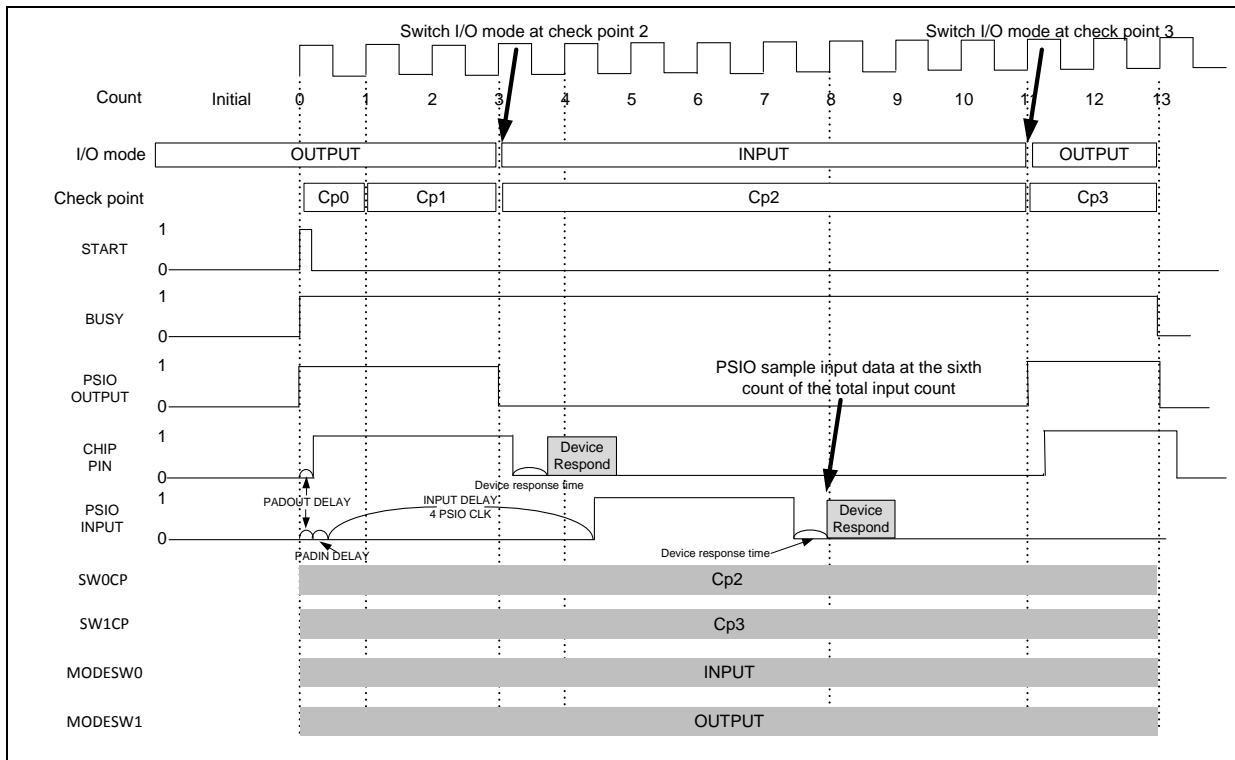 Switch I/O mode at check point 2
Switch I/O mode at check point 3
Count Initial 0 1 2 3 4 5 6 7 8 9 10 11 12 13
I/O mode OUTPUT INPUT OUTPUT
Check point Cp0 Cp1 Cp2 Cp3
START 1 0
BUSY 1 0
PSIO sample input data at the sixth
count of the total input count
PSIO
OUTPUT 1 0
CHIP
PIN 1 0
Device
Respond
Device response time
PADOUT DELAY
INPUT DELAY
4 PSIO CLK
PSIO
INPUT 1 0
Device
Respond
PADIN DELAY
Device response time
SW0CP Cp2
SW1CP Cp3
MODESW0 INPUT
MODESW1 OUTPUT